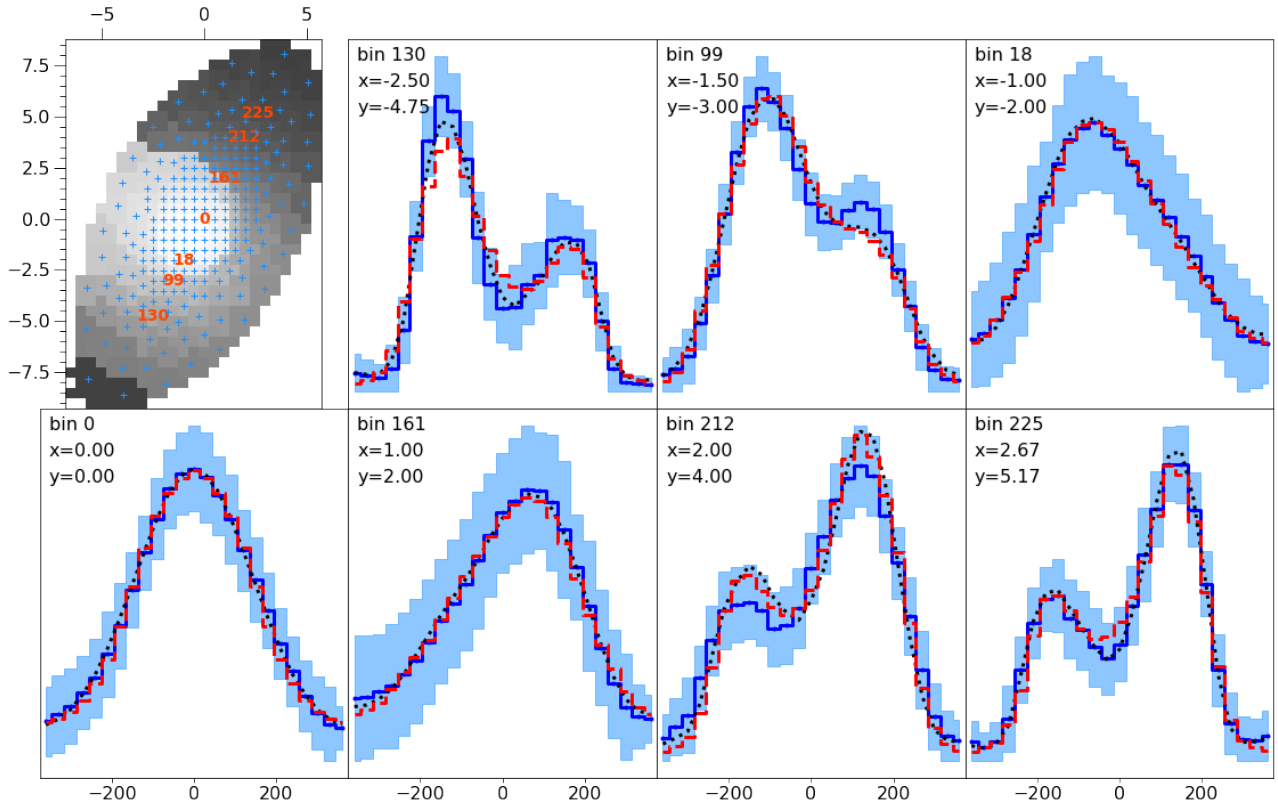 −5 0 5
7.5
5.0
2.5
0.0
−2.5
−5.0
−7.5
225
212
161
0
18
99
130
bin 130
x=-2.50
y=-4.75
bin 99
x=-1.50
y=-3.00
bin 18
x=-1.00
y=-2.00
bin 0
x=0.00
y=0.00
bin 161
x=1.00
y=2.00
bin 212
x=2.00
y=4.00
bin 225
x=2.67
y=5.17
−200 0 200
−200 0 200
−200 0 200
−200 0 200